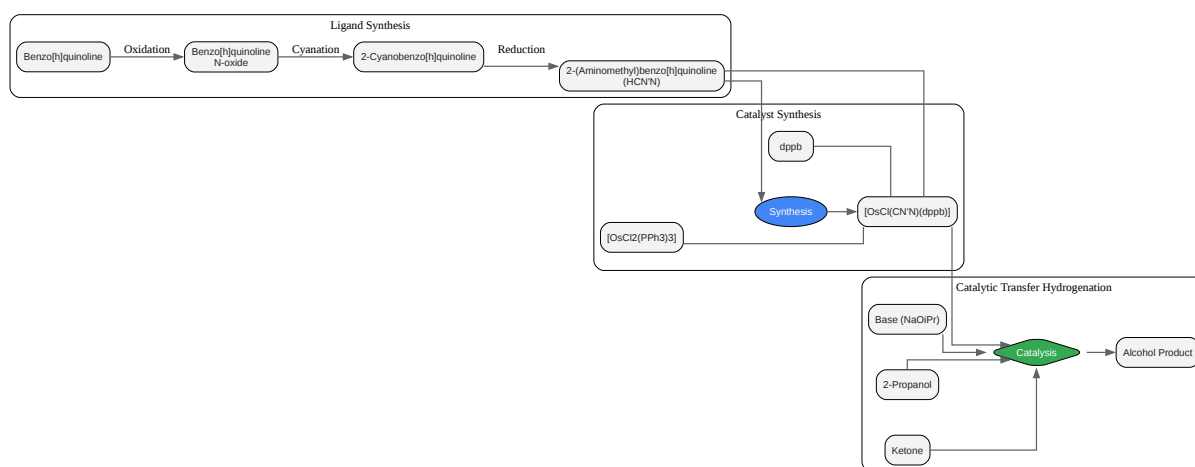 Ligand Synthesis
Benzo[h]quinoline
Oxidation
Benzo[h]quinoline
N-oxide
Cyanation
2-Cyanobenzo[h]quinoline
Reduction
2-(Aminomethyl)benzo[h]quinoline
(HCN'N)
Catalyst Synthesis
dppb
Synthesis
[OsCl(CN'N)(dppb)]
[OsCl2(PPh3)3]
Catalytic Transfer Hydrogenation
Base (NaOiPr)
Catalysis
Alcohol Product
2-Propanol
Ketone